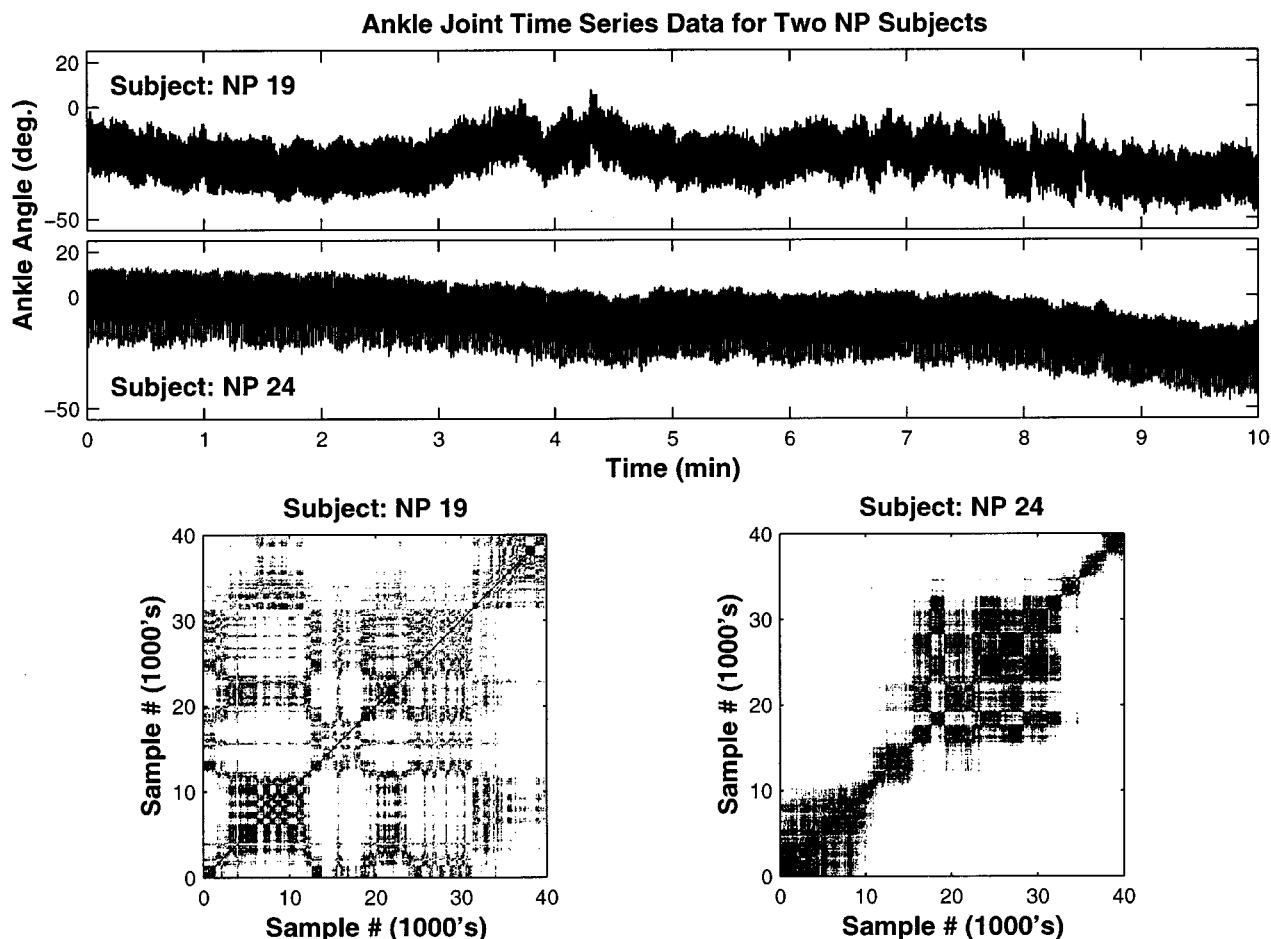 Ankle Joint Time Series Data for Two NP Subjects
Ankle Angle (deg.)
20
0
−50
Subject: NP 19
20
0
−50
Subject: NP 24
0 1 2 3 4 5 6 7 8 9 10
Time (min)
Subject: NP 19
Sample # (1000's)
40
30
20
10
0
0 10 20 30 40
Sample # (1000's)
Subject: NP 24
Sample # (1000's)
40
30
20
10
0
0 10 20 30 40
Sample # (1000's)